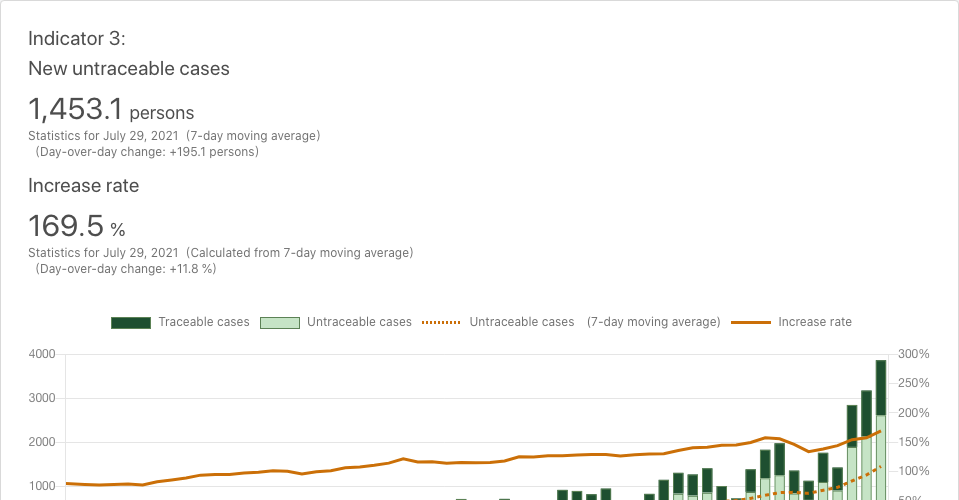 Indicator 3:
New untraceable cases
1,453.1 persons
Statistics for July 29, 2021 (7-day moving average)
(Day-over-day change: +195.1 persons)
Increase rate
169.5 %
Statistics for July 29, 2021 (Calculated from 7-day moving average)
(Day-over-day change: +11.8 %)
Traceable cases Untraceable cases Untraceable cases (7-day moving average) Increase rate
4000 300%
250%
3000
200%
2000 150%
100%
1000
50%